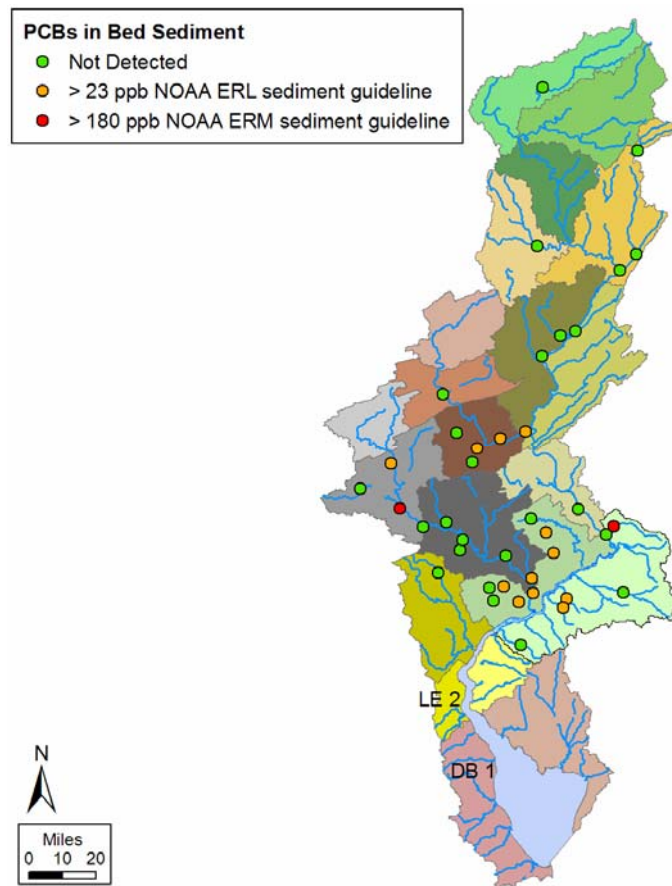 PCBs in Bed Sediment
Not Detected
> 23 ppb NOAA ERL sediment guideline
> 180 ppb NOAA ERM sediment guideline
LE 2
DB 1
N
Miles
0 10 20